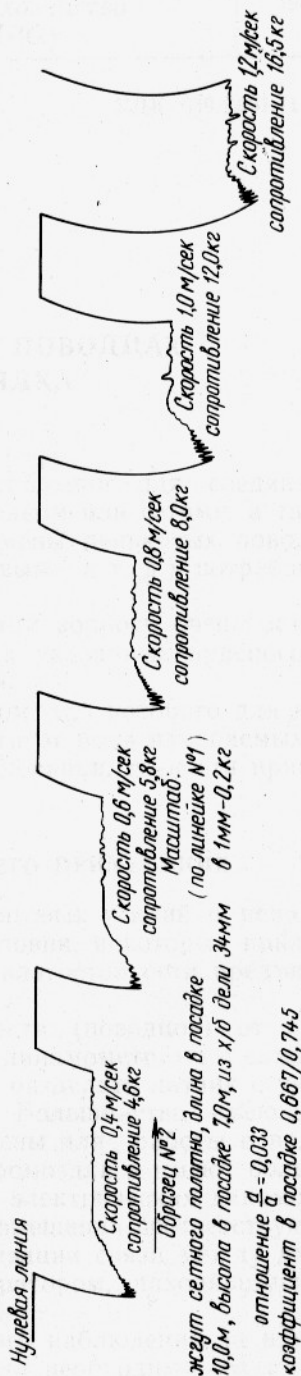 Нулевая линия
Скорость 0,4 м/сек
сопротивление 4,6кг
Скорость 0,6 м/сек
сопротивление 5,8кг
Скорость 0,8 м/сек
сопротивление 8,0кг
Скорость 1,0 м/сек
сопротивление 12,0кг
Скорость 1,2 м/сек
сопротивление 16,5кг
Образец №7
Масштаб:
(по линейке №1
в 1мм–0,2кг)
жгут сетного полотна, длина в посадке
10,0м, высота в посадке 7,0м, из х/б дели 34мм
отношение d/a = 0,033
коэффициент в посадке 0,667/0,745